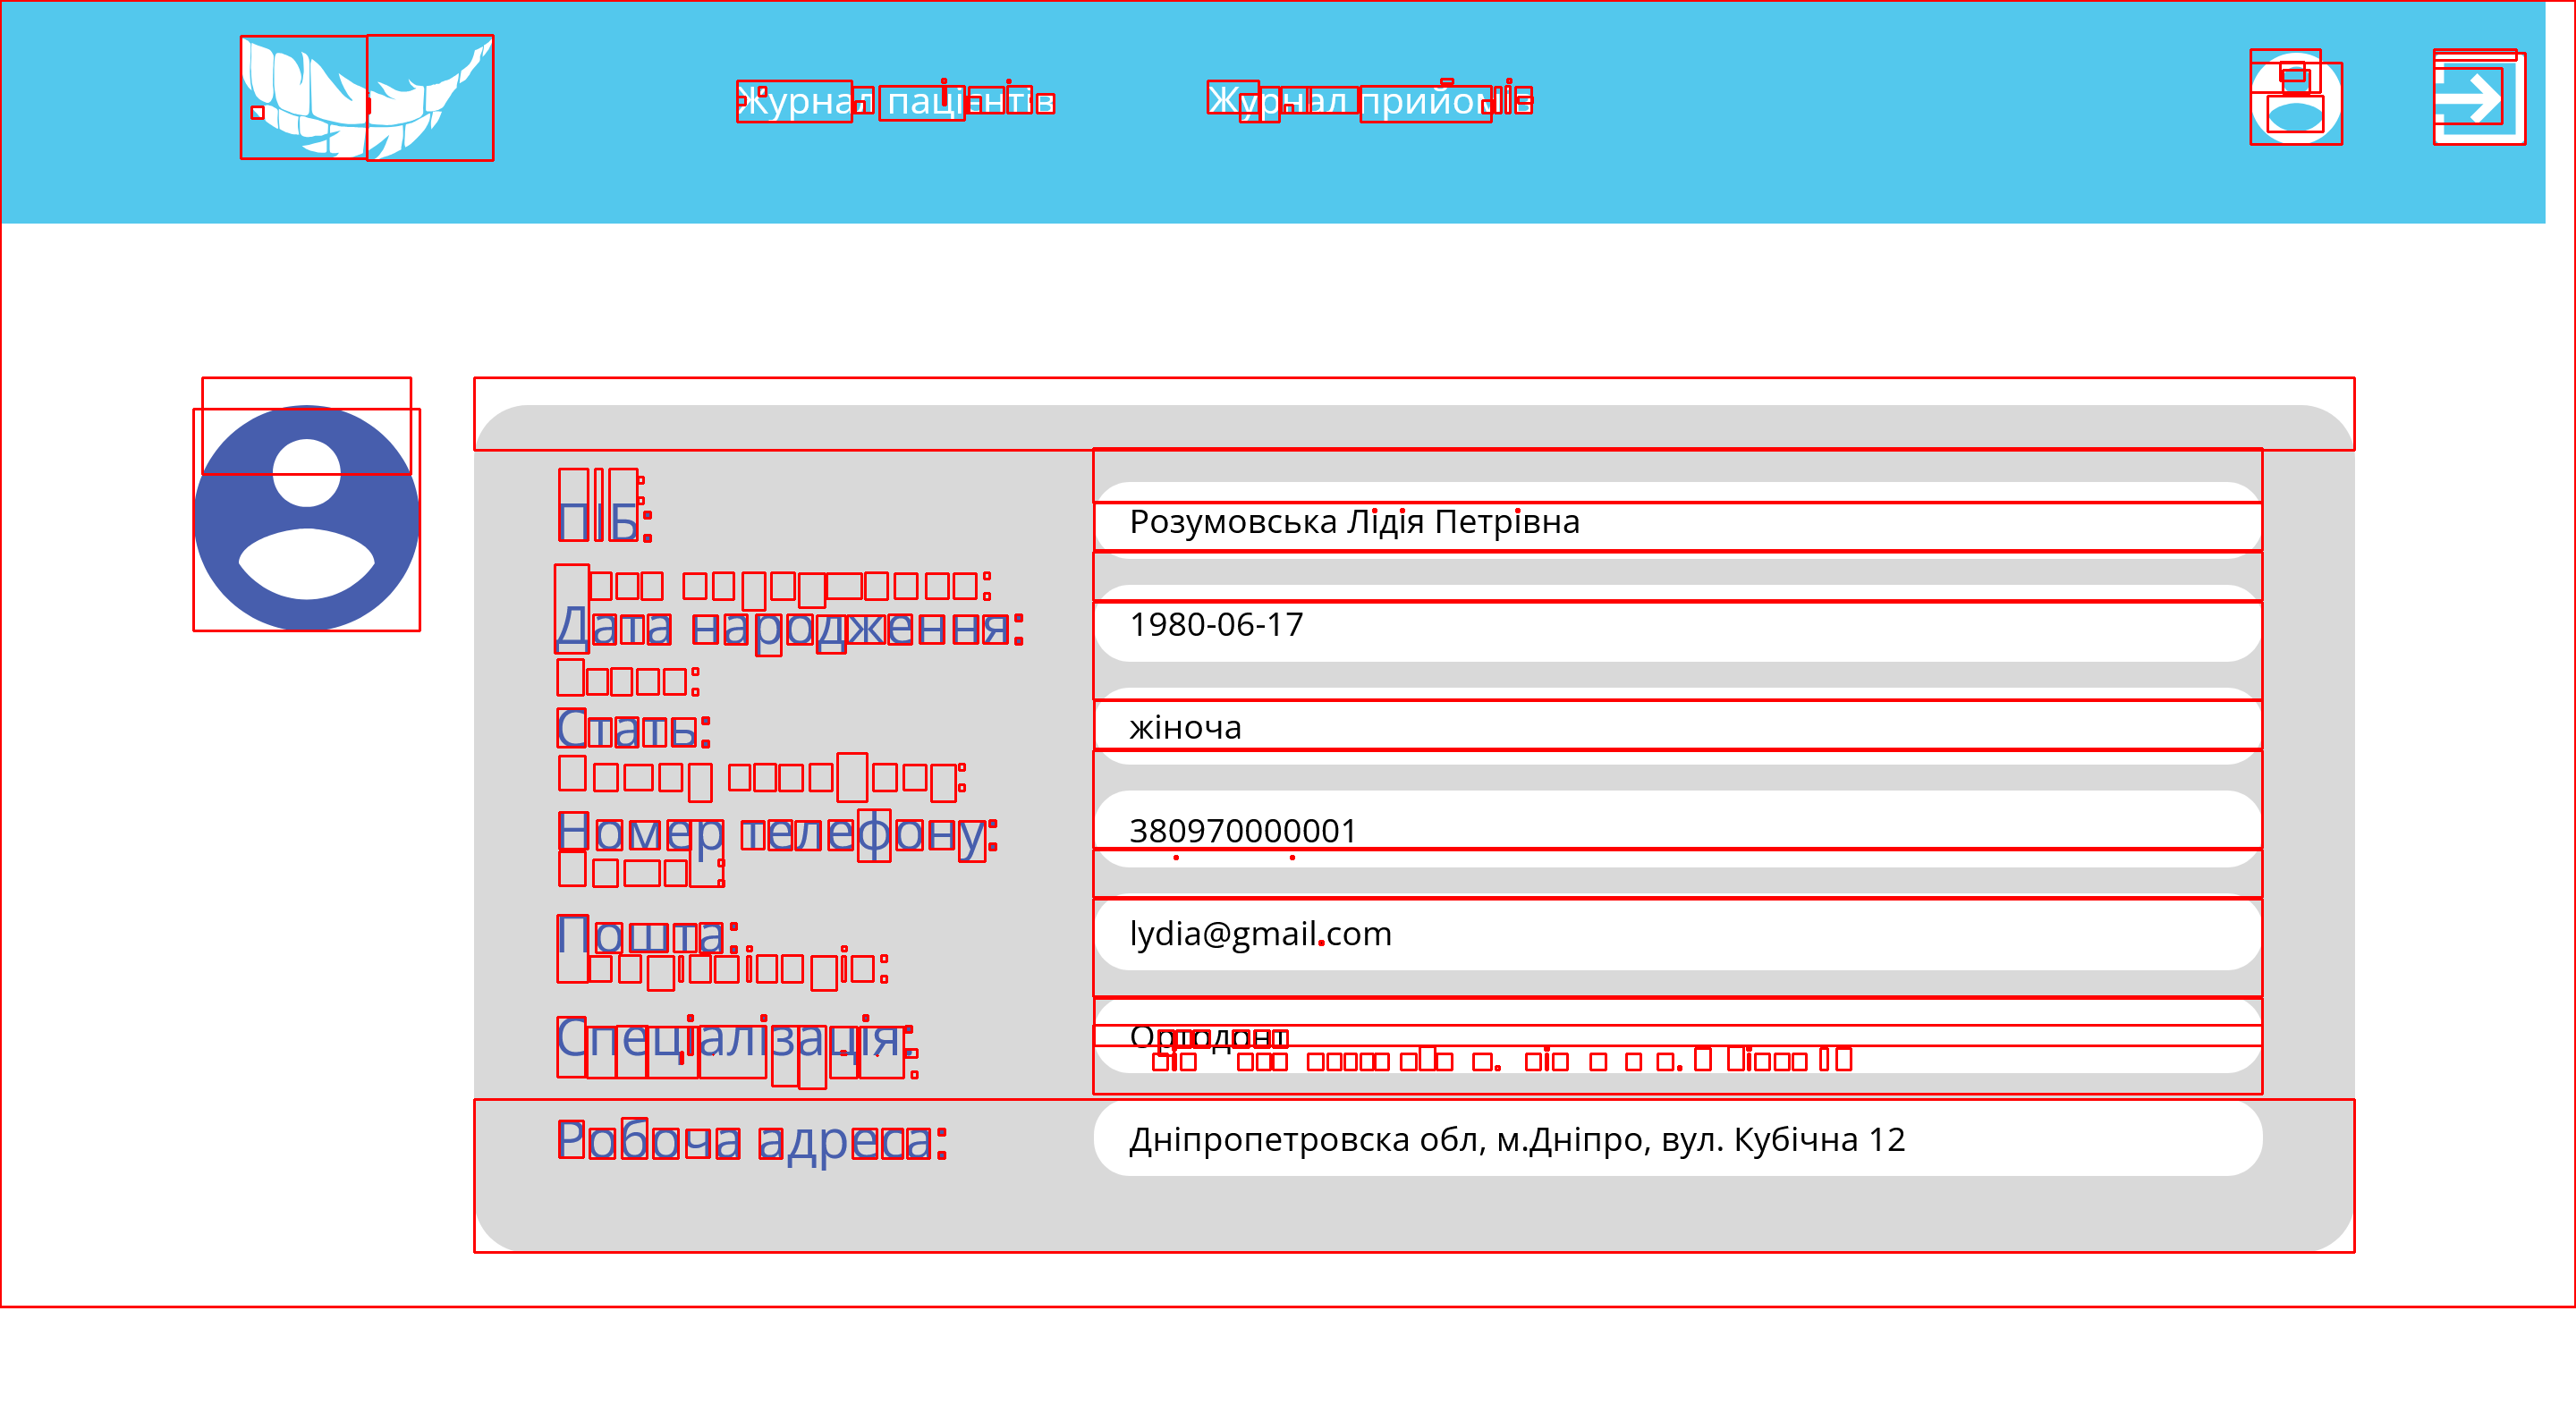 Журнал пацієнтів
Журнал прийомів
ПІБ:
Розумовська Лідія Петрівна
Дата народження:
1980-06-17
Стать:
жіноча
Номер телефону:
380970000001
Пошта:
lydia@gmail.com
Спеціалізація:
Ортодонт
Робоча адреса:
Дніпропетровска обл, м.Дніпро, вул. Кубічна 12